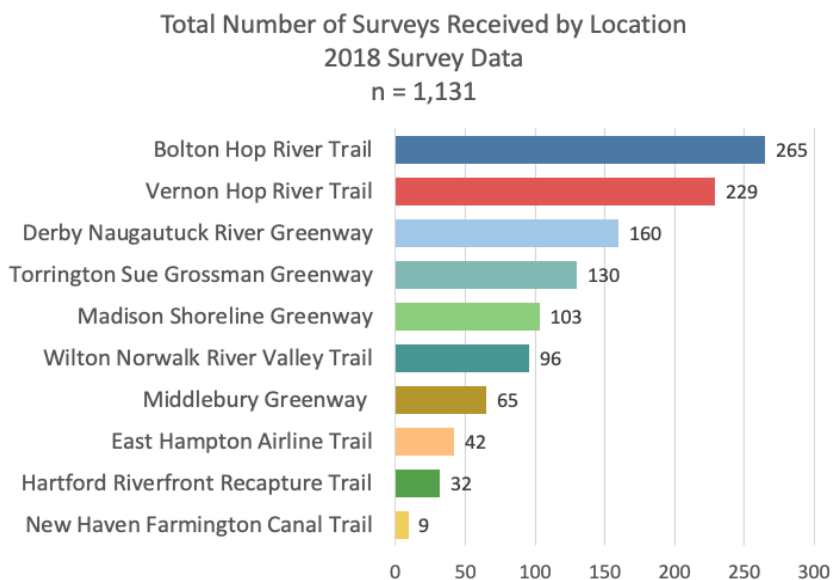 Total Number of Surveys Received by Location
2018 Survey Data
n = 1,131
Bolton Hop River Trail 265
Vernon Hop River Trail 229
Derby Naugautuck River Greenway 160
Torrington Sue Grossman Greenway 130
Madison Shoreline Greenway 103
Wilton Norwalk River Valley Trail 96
Middlebury Greenway 65
East Hampton Airline Trail 42
Hartford Riverfront Recapture Trail 32
New Haven Farmington Canal Trail 9
0 50 100 150 200 250 300